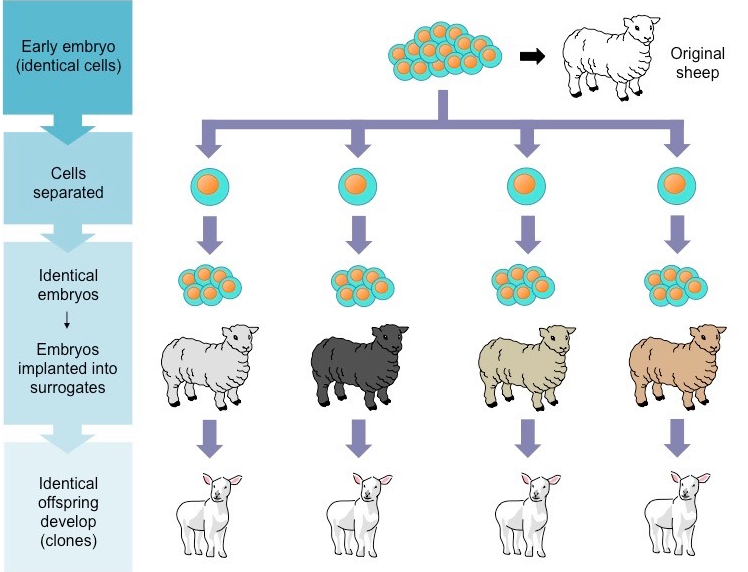 Early embryo
(identical cells)
Original
sheep
Cells
separated
Identical
embryos
Embryos
implanted into
surrogates
Identical
offspring
develop
(clones)